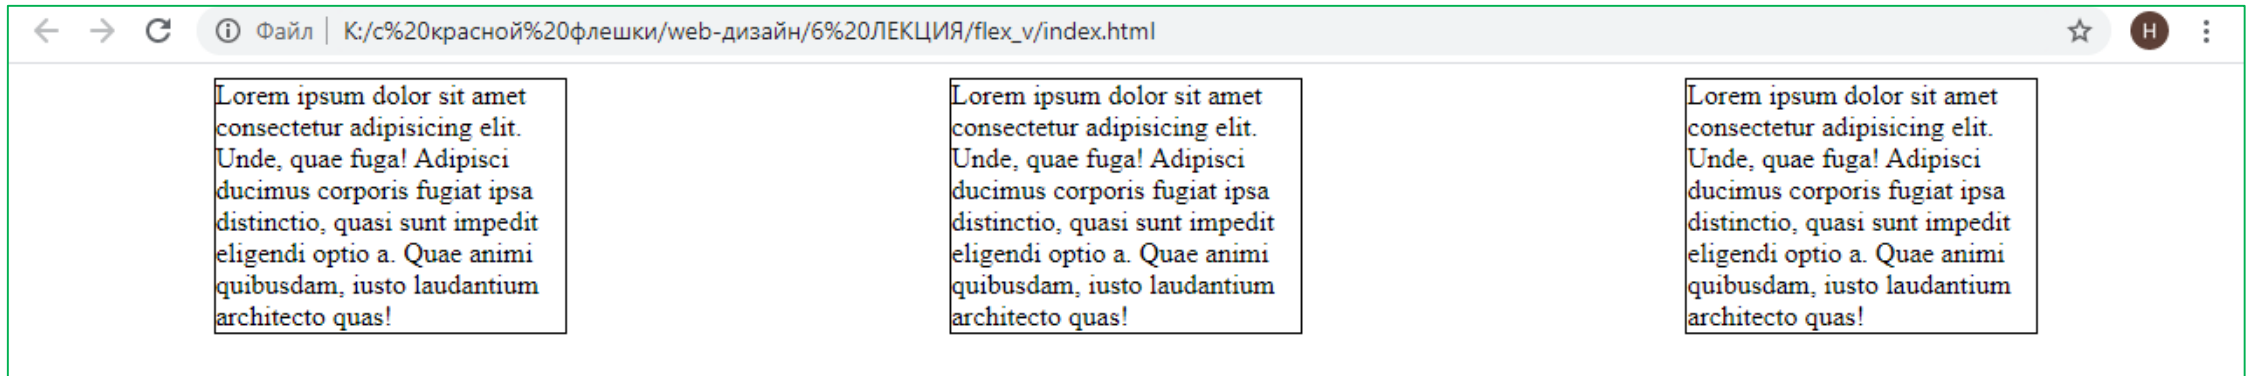 Файл | K:/с%20красной%20флешки/web-дизайн/6%20ЛЕКЦИЯ/flex_v/index.html
Н
Lorem ipsum dolor sit amet
consectetur adipisicing elit.
Unde, quae fuga! Adipisci
ducimus corporis fugiat ipsa
distinctio, quasi sunt impedit
eligendi optio a. Quae animi
quibusdam, iusto laudantium
architecto quas!
Lorem ipsum dolor sit amet
consectetur adipisicing elit.
Unde, quae fuga! Adipisci
ducimus corporis fugiat ipsa
distinctio, quasi sunt impedit
eligendi optio a. Quae animi
quibusdam, iusto laudantium
architecto quas!
Lorem ipsum dolor sit amet
consectetur adipisicing elit.
Unde, quae fuga! Adipisci
ducimus corporis fugiat ipsa
distinctio, quasi sunt impedit
eligendi optio a. Quae animi
quibusdam, iusto laudantium
architecto quas!